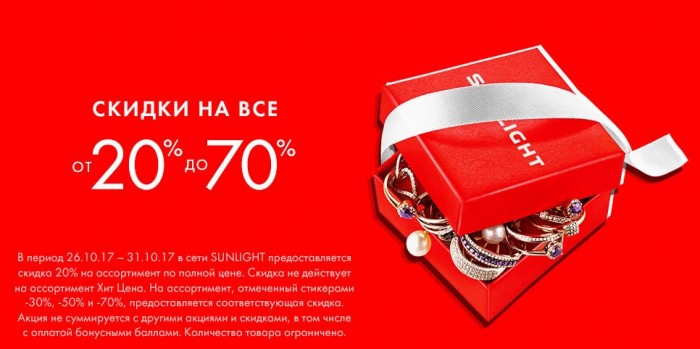 СКИДКИ НА ВСЕ
ОТ 20% ДО 70%
В период 26.10.17 – 31.10.17 в сети SUNLIGHT предоставляется
скидка 20% на ассортимент по полной цене. Скидка не действует
на ассортимент Хит Цена. На ассортимент, отмеченный стикерами
-30%, -50% и -70%, предоставляется соответствующая скидка.
Акция не суммируется с другими акциями и скидками, в том числе
с оплатой бонусными баллами. Количество товара ограничено.
SUNLIGHT